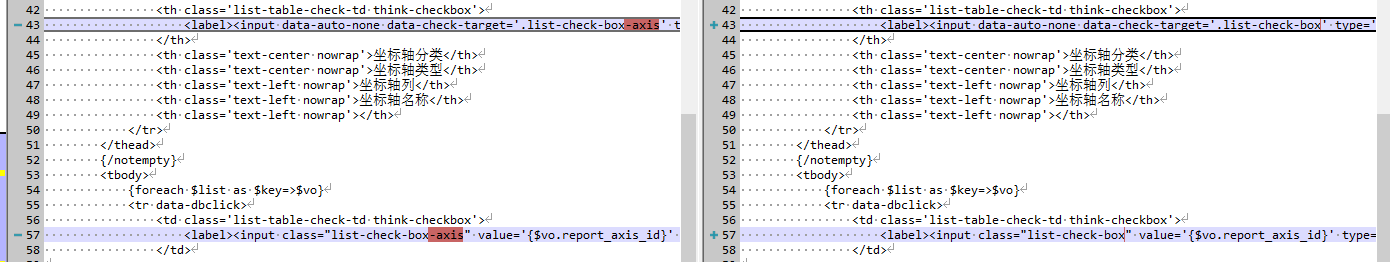 42 <th class='list-table-check-td think-checkbox'>
43 <label><input data-auto-none data-check-target='.list-check-box-axis' t
44 </th>
45 <th class='text-center nowrap'>坐标轴分类</th>
46 <th class='text-center nowrap'>坐标轴类型</th>
47 <th class='text-left nowrap'>坐标轴列</th>
48 <th class='text-left nowrap'>坐标轴名称</th>
49 <th class='text-left nowrap'></th>
50 </tr>
51 </thead>
52 {/notempty}
53 <tbody>
54 {foreach $list as $key=>$vo}
55 <tr data-dbclick>
56 <td class='list-table-check-td think-checkbox'>
57 <label><input class="list-check-box-axis" value='{$vo.report_axis_id}'
58 </td>
42 <th class='list-table-check-td think-checkbox'>
43 <label><input data-auto-none data-check-target='.list-check-box' type='
44 </th>
45 <th class='text-center nowrap'>坐标轴分类</th>
46 <th class='text-center nowrap'>坐标轴类型</th>
47 <th class='text-left nowrap'>坐标轴列</th>
48 <th class='text-left nowrap'>坐标轴名称</th>
49 <th class='text-left nowrap'></th>
50 </tr>
51 </thead>
52 {/notempty}
53 <tbody>
54 {foreach $list as $key=>$vo}
55 <tr data-dbclick>
56 <td class='list-table-check-td think-checkbox'>
57 <label><input class="list-check-box" value='{$vo.report_axis_id}' type=
58 </td>